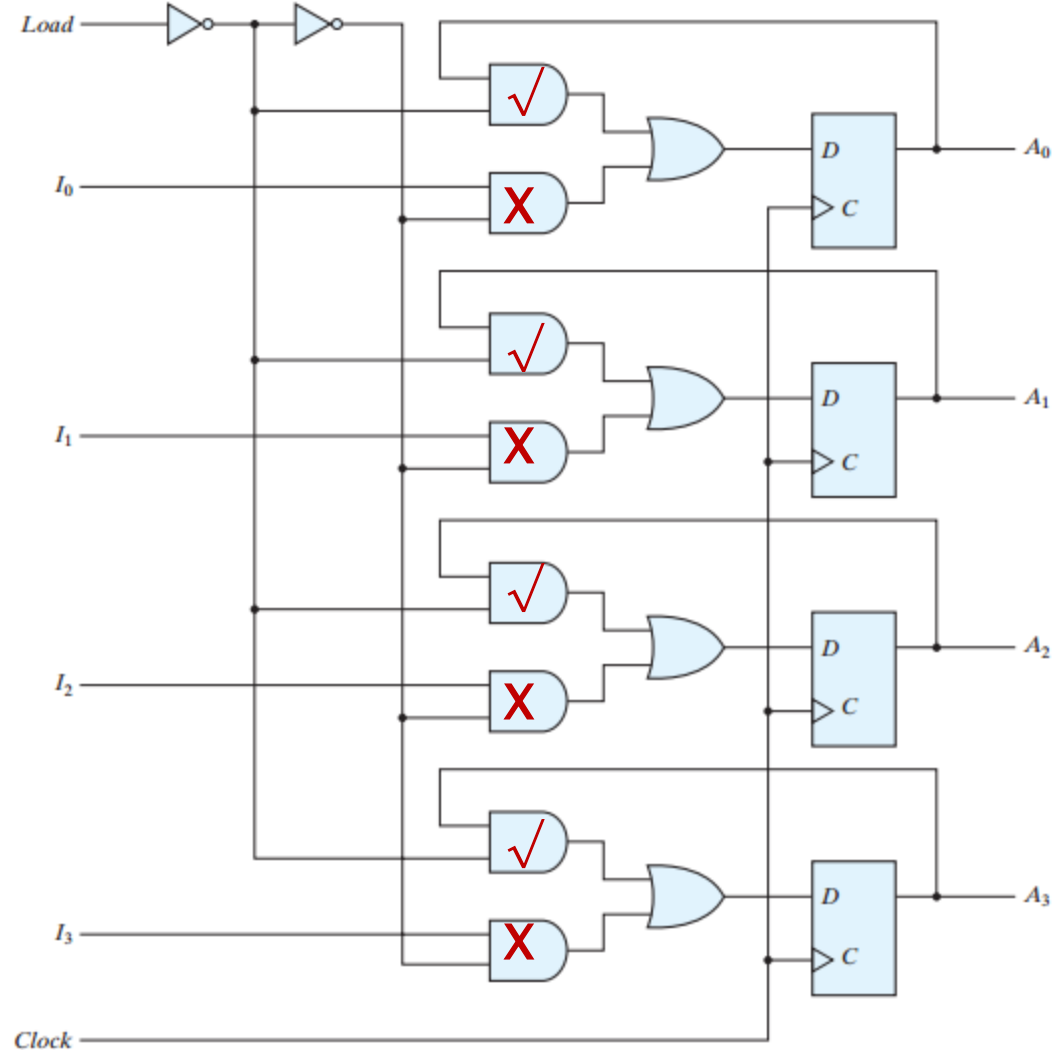 Load
√
D
A₀
I₀
X
C
√
D
A₁
I₁
X
C
√
D
A₂
I₂
X
C
√
D
A₃
I₃
X
C
Clock